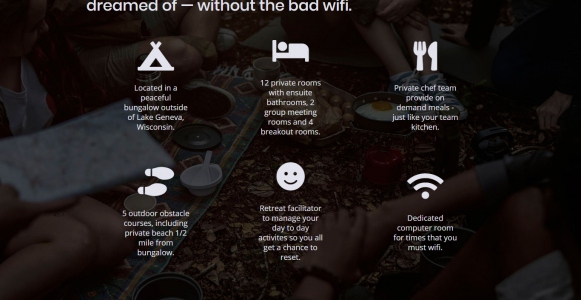 dreamed of — without the bad wifi.
Located in a
peaceful
bungalow outside
of Lake Geneva,
Wisconsin.
12 private rooms
with ensuite
bathrooms, 2
group meeting
rooms and 4
breakout rooms.
Private chef team
provide on
demand meals -
just like your team
kitchen.
5 outdoor obstacle
courses, including
private beach 1/2
mile from
bungalow.
Retreat facilitator
to manage your
day to day
activites so you all
get a chance to
reset.
Dedicated
computer room
for times that you
must wifi.